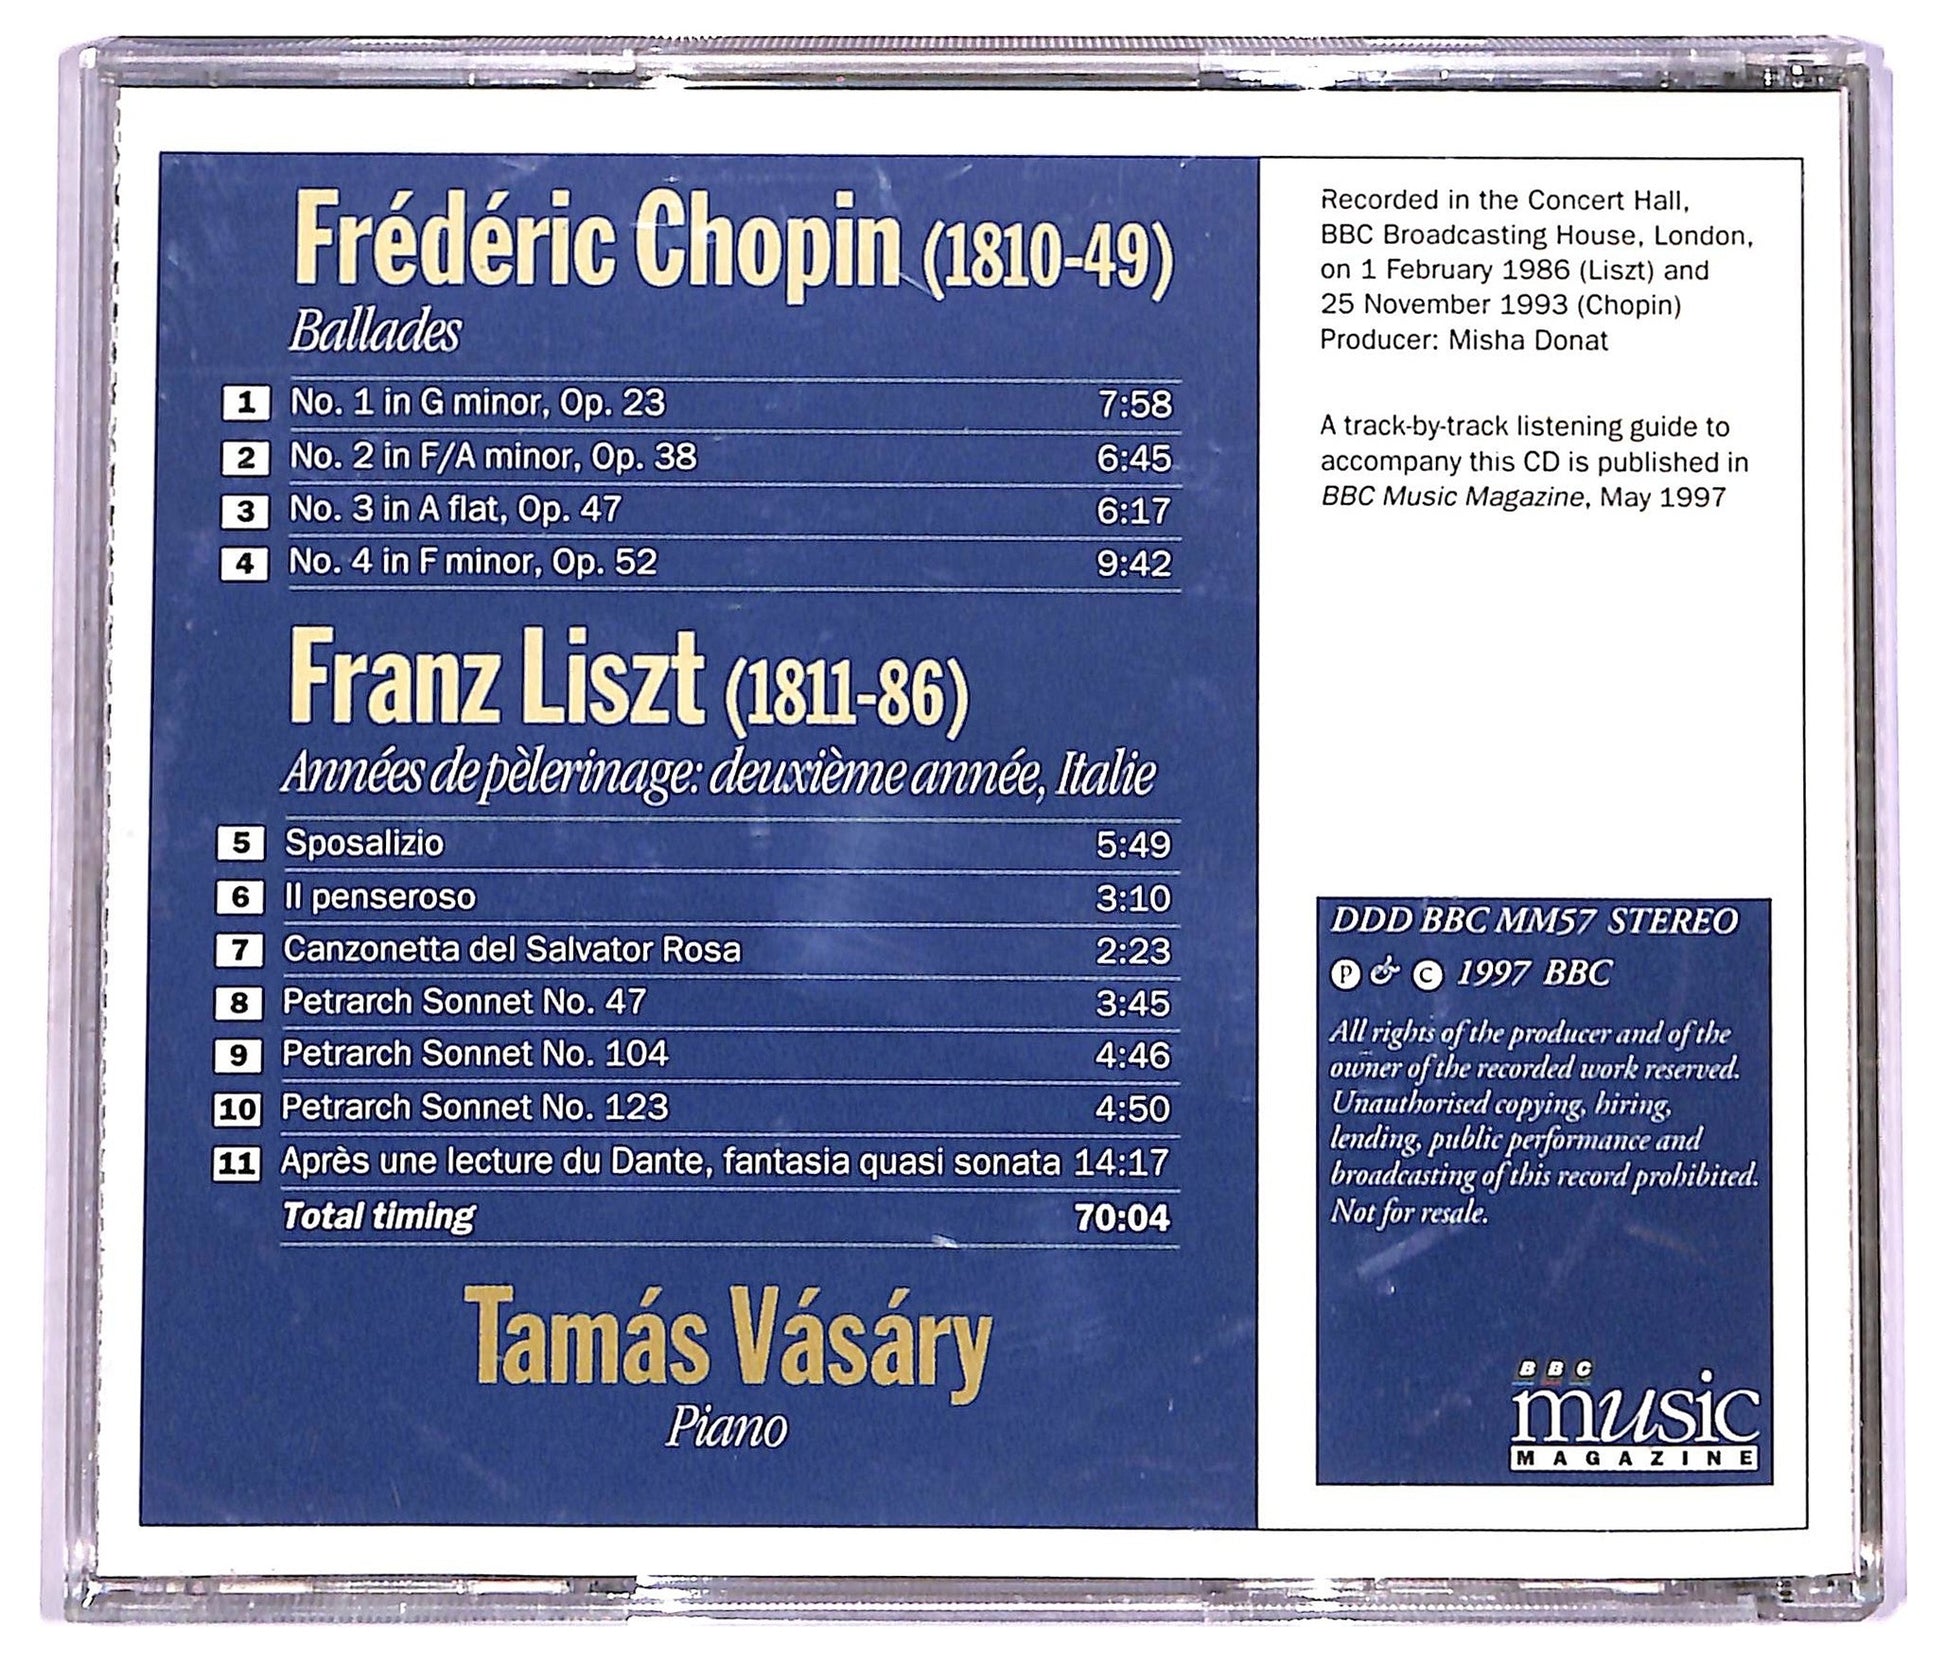 Frédéric Chopin (1810-49)
Ballades
1 No. 1 in G minor, Op. 23 7:58
2 No. 2 in F/A minor, Op. 38 6:45
3 No. 3 in A flat, Op. 47 6:17
4 No. 4 in F minor, Op. 52 9:42
Franz Liszt (1811-86)
Années de pèlerinage: deuxième année, Italie
5 Sposalizio 5:49
6 Il penseroso 3:10
7 Canzonetta del Salvator Rosa 2:23
8 Petrarch Sonnet No. 47 3:45
9 Petrarch Sonnet No. 104 4:46
10 Petrarch Sonnet No. 123 4:50
11 Après une lecture du Dante, fantasia quasi sonata 14:17
Total timing 70:04
Tamás Vásáry
Piano
Recorded in the Concert Hall,
BBC Broadcasting House, London,
on 1 February 1986 (Liszt) and
25 November 1993 (Chopin)
Producer: Misha Donat
A track-by-track listening guide to
accompany this CD is published in
BBC Music Magazine, May 1997
DDD BBC MM57 STEREO
Ⓟ & © 1997 BBC
All rights of the producer and of the
owner of the recorded work reserved.
Unauthorised copying, hiring,
lending, public performance and
broadcasting of this record prohibited.
Not for resale.
BBC
music
MAGAZINE